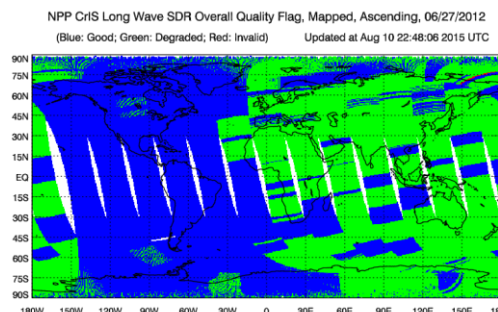 NPP CrIS Long Wave SDR Overall Quality Flag, Mapped, Ascending, 06/27/2012
(Blue: Good; Green: Degraded; Red: Invalid) Updated at Aug 10 22:48:06 2015 UTC
90N
75N
60N
45N
30N
15N
EQ
15S
30S
45S
60S
75S
90S
180W 150W 120W 90W 60W 30W 0 30E 60E 90E 120E 150E 180E